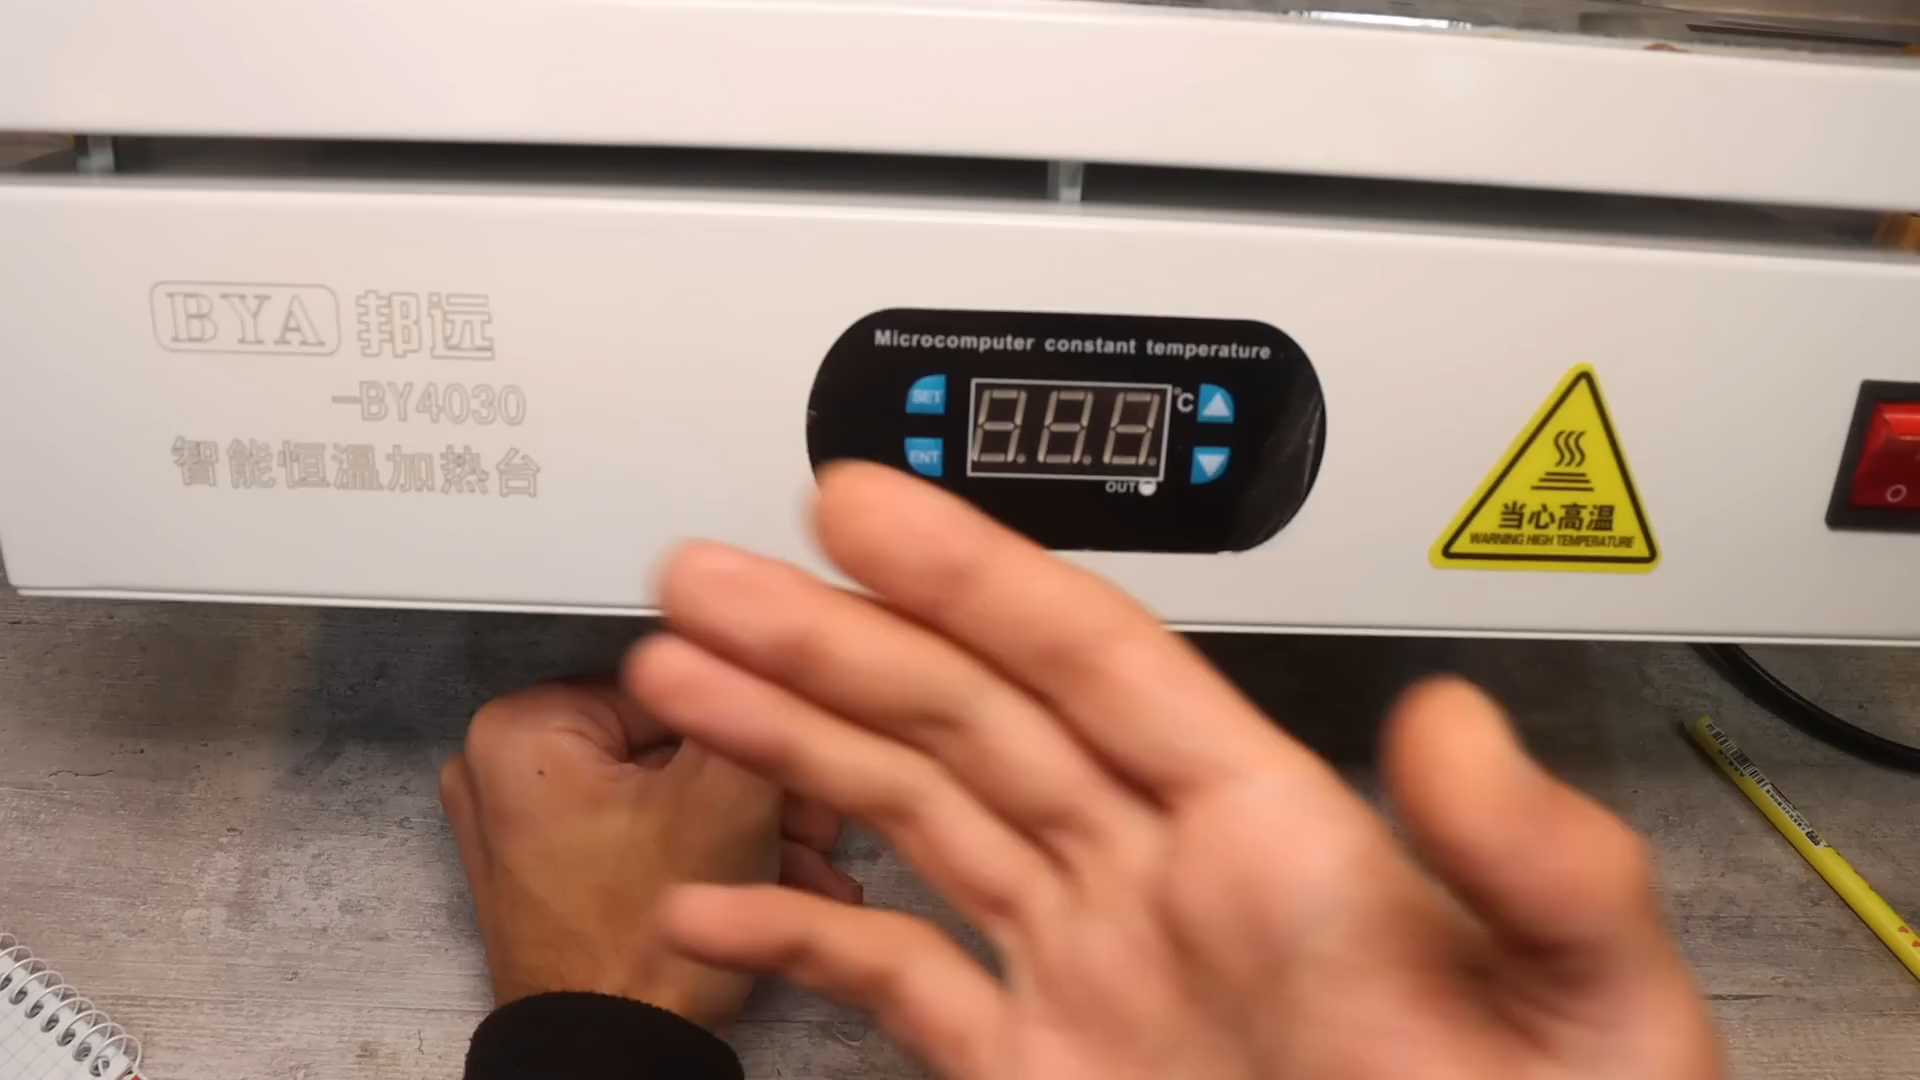 BYA 邦远
-BY4030
智能恒温加热台
Microcomputer constant temperature
SET
ENT
°C
OUT
当心高温
WARNING HIGH TEMPERATURE